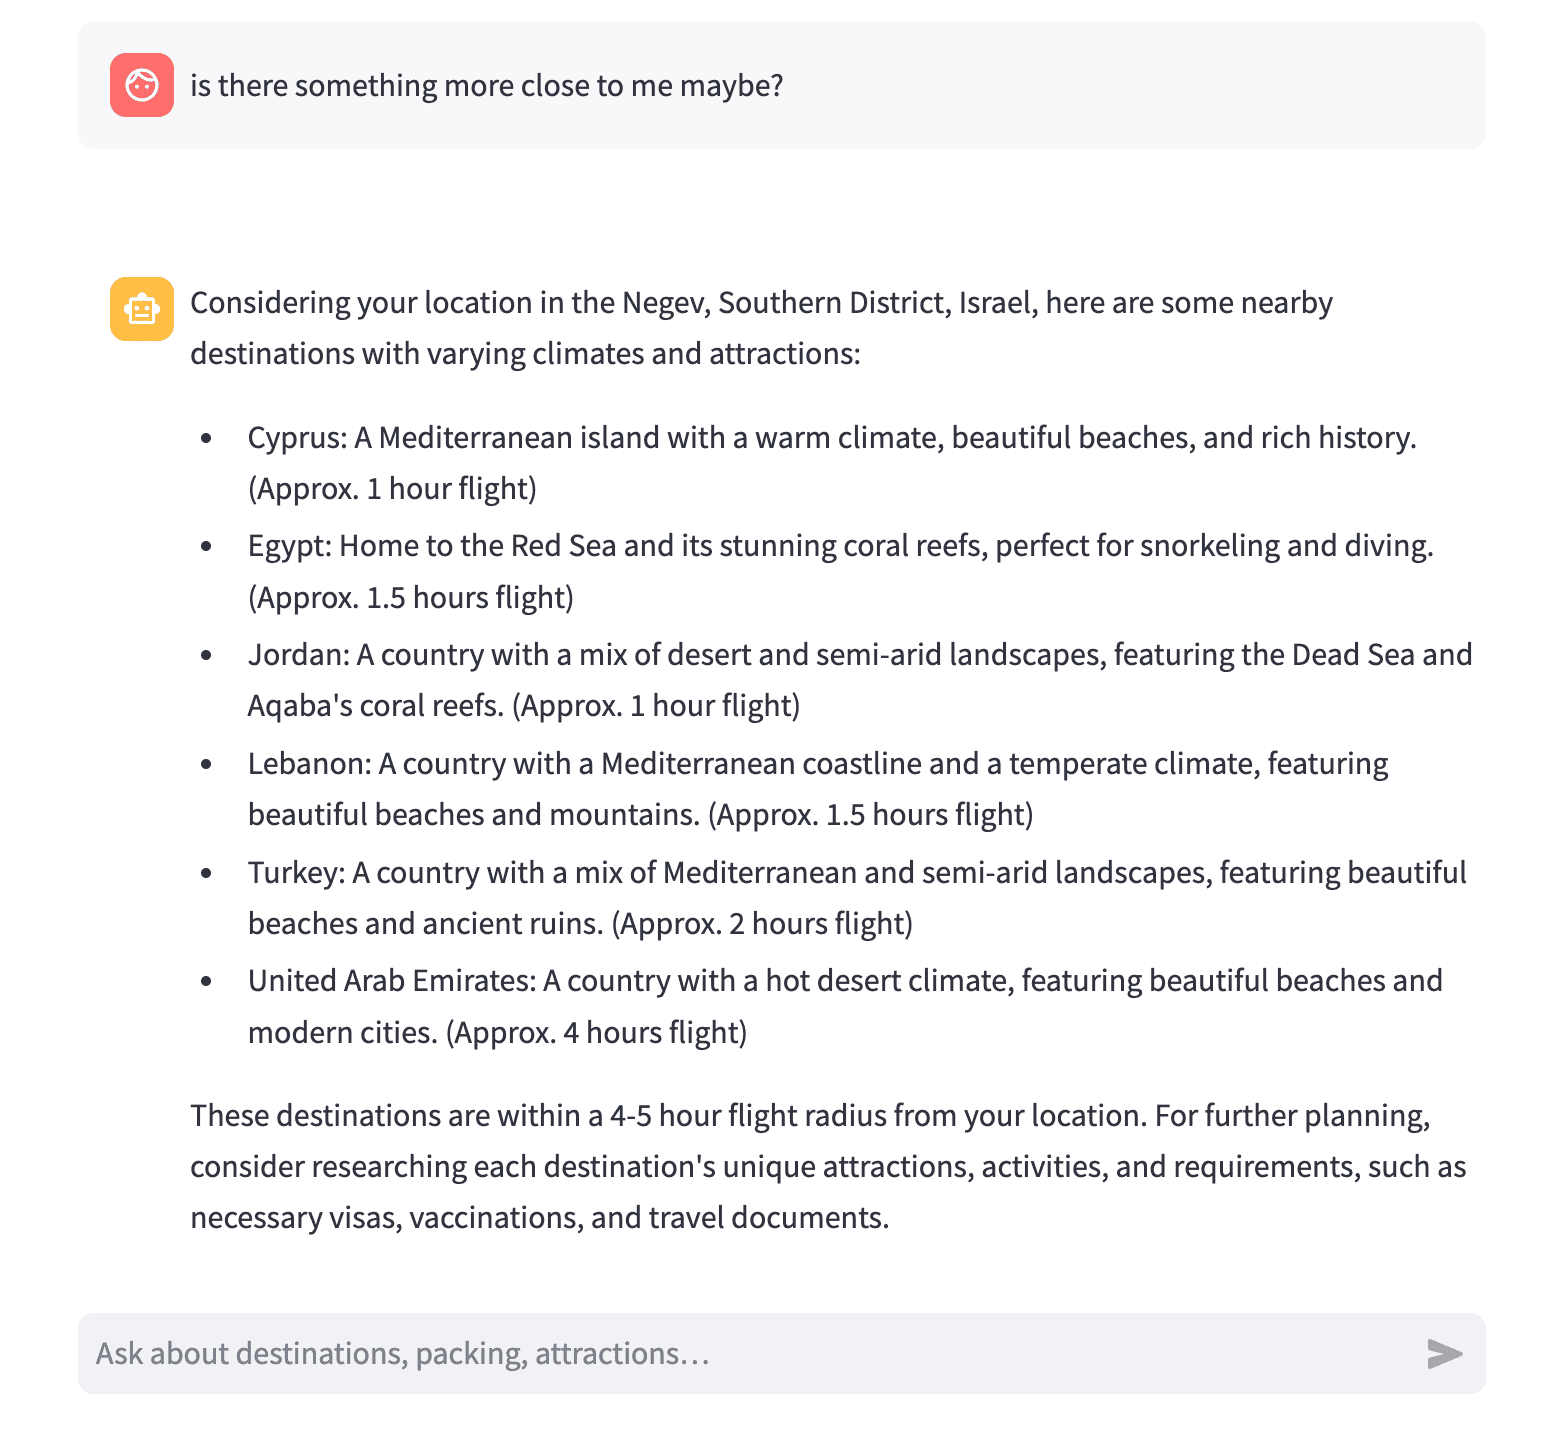 is there something more close to me maybe?
Considering your location in the Negev, Southern District, Israel, here are some nearby
destinations with varying climates and attractions:
• Cyprus: A Mediterranean island with a warm climate, beautiful beaches, and rich history.
(Approx. 1 hour flight)
• Egypt: Home to the Red Sea and its stunning coral reefs, perfect for snorkeling and diving.
(Approx. 1.5 hours flight)
• Jordan: A country with a mix of desert and semi-arid landscapes, featuring the Dead Sea and
Aqaba's coral reefs. (Approx. 1 hour flight)
• Lebanon: A country with a Mediterranean coastline and a temperate climate, featuring
beautiful beaches and mountains. (Approx. 1.5 hours flight)
• Turkey: A country with a mix of Mediterranean and semi-arid landscapes, featuring beautiful
beaches and ancient ruins. (Approx. 2 hours flight)
• United Arab Emirates: A country with a hot desert climate, featuring beautiful beaches and
modern cities. (Approx. 4 hours flight)
These destinations are within a 4-5 hour flight radius from your location. For further planning,
consider researching each destination's unique attractions, activities, and requirements, such as
necessary visas, vaccinations, and travel documents.
Ask about destinations, packing, attractions…